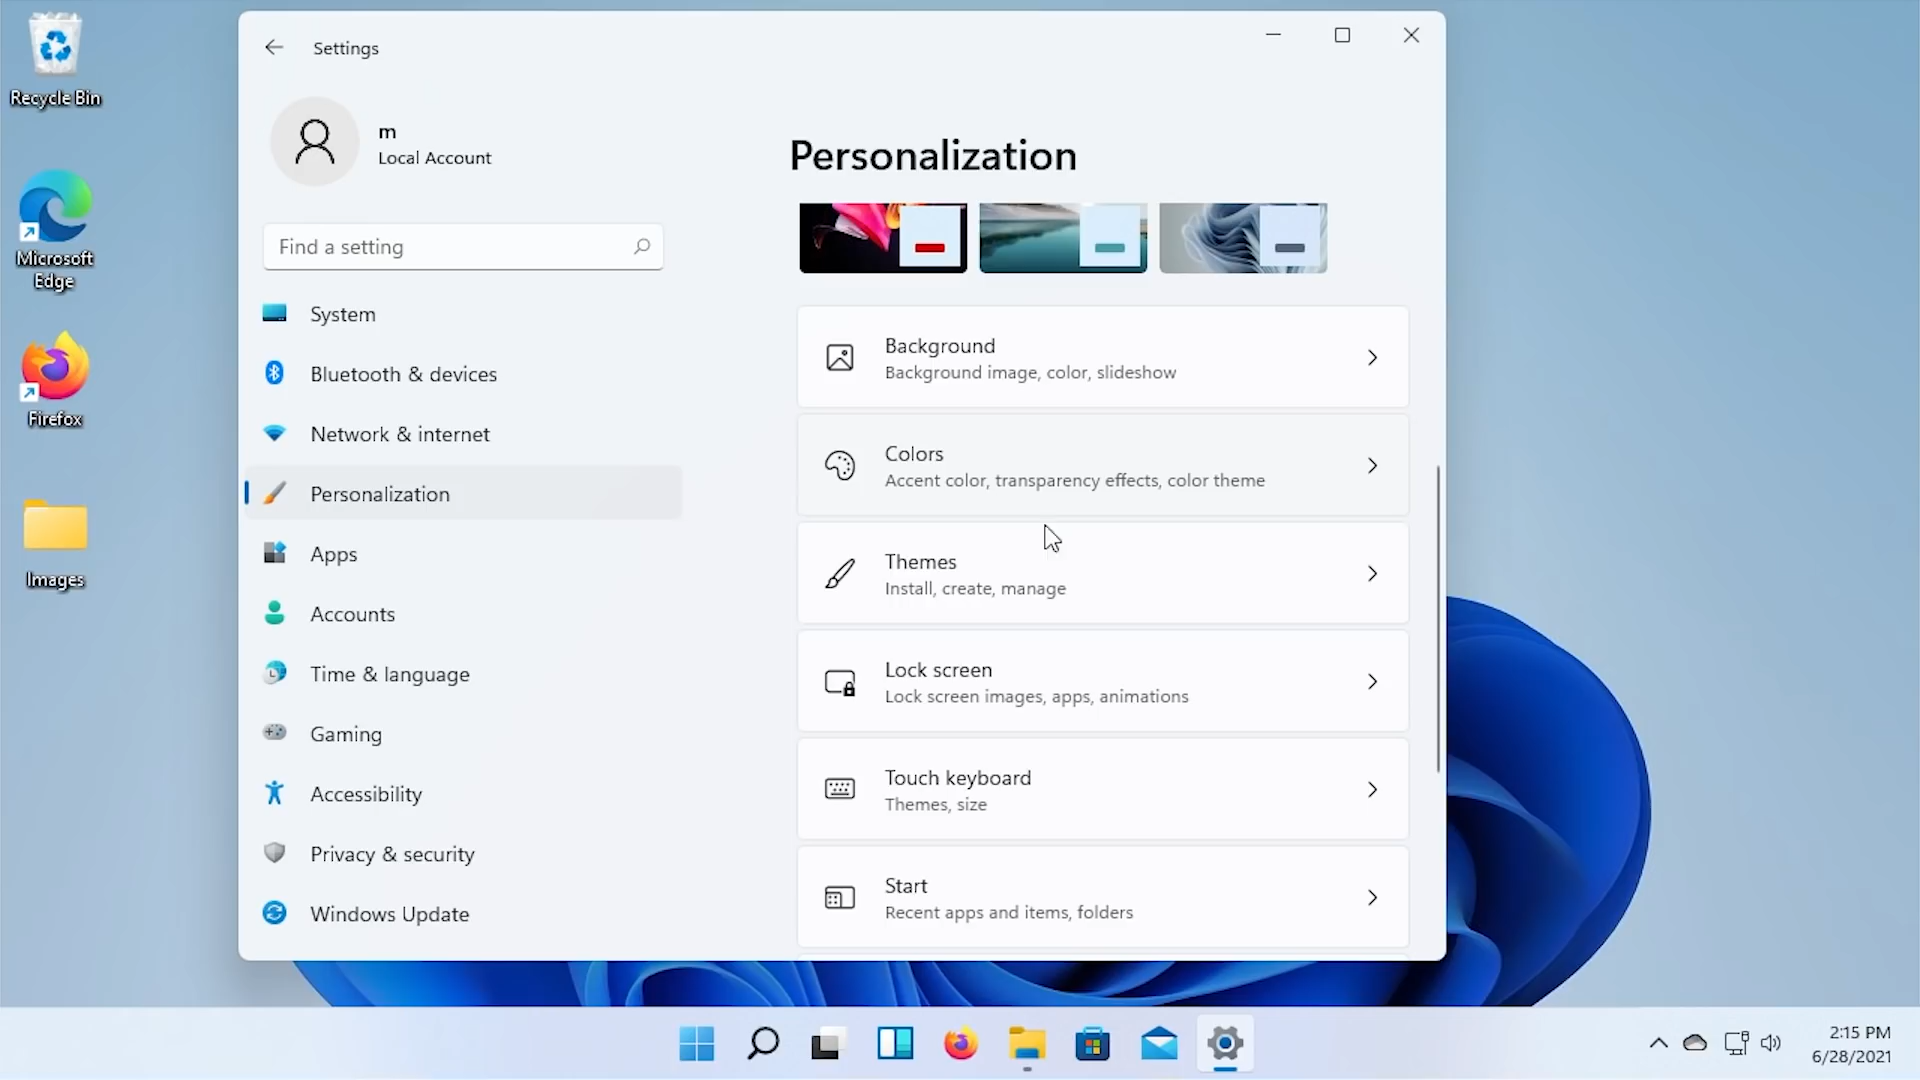 Recycle Bin
Microsoft
Edge
Firefox
Images
Settings
m
Local Account
Find a setting
System
Bluetooth & devices
Network & internet
Personalization
Apps
Accounts
Time & language
Gaming
Accessibility
Privacy & security
Windows Update
Personalization
Background
Background image, color, slideshow
Colors
Accent color, transparency effects, color theme
Themes
Install, create, manage
Lock screen
Lock screen images, apps, animations
Touch keyboard
Themes, size
Start
Recent apps and items, folders
2:15 PM
6/28/2021